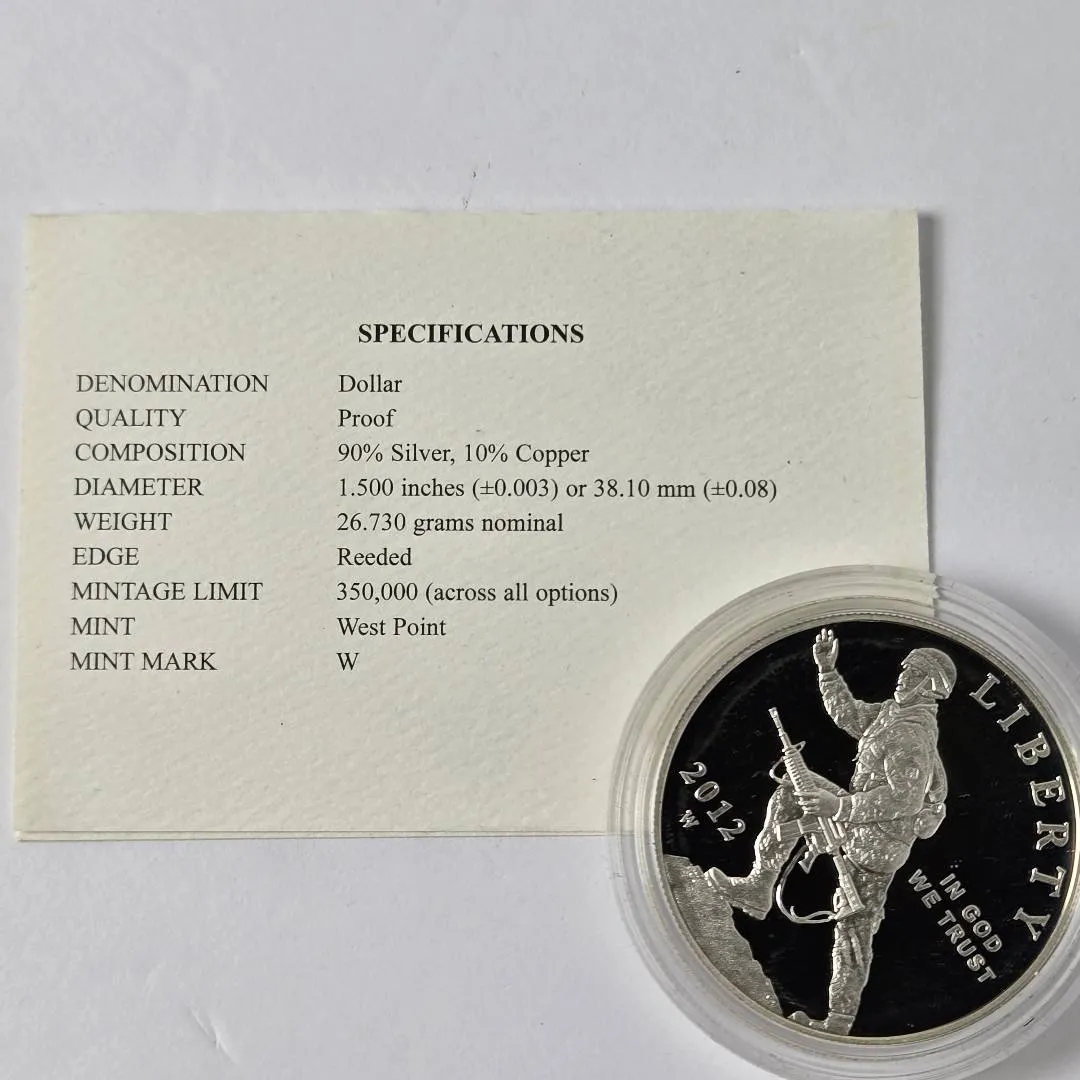 SPECIFICATIONS
DENOMINATION Dollar
QUALITY Proof
COMPOSITION 90% Silver, 10% Copper
DIAMETER 1.500 inches (±0.003) or 38.10 mm (±0.08)
WEIGHT 26.730 grams nominal
EDGE Reeded
MINTAGE LIMIT 350,000 (across all options)
MINT West Point
MINT MARK W
LIBERTY
2012
W
IN GOD
WE TRUST